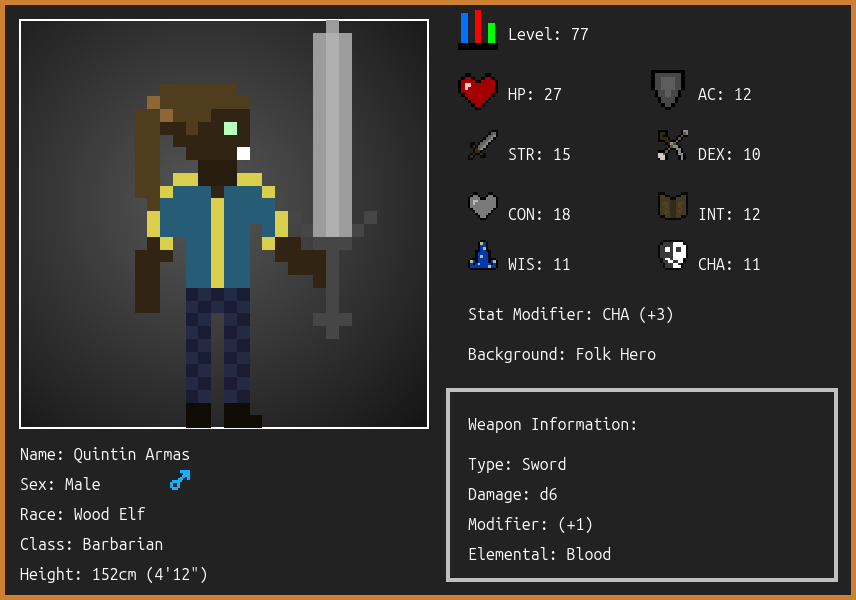 Level: 77
HP: 27
AC: 12
STR: 15
DEX: 10
CON: 18
INT: 12
WIS: 11
CHA: 11
Stat Modifier: CHA (+3)
Background: Folk Hero
Weapon Information:
Type: Sword
Damage: d6
Modifier: (+1)
Elemental: Blood
Name: Quintin Armas
Sex: Male
Race: Wood Elf
Class: Barbarian
Height: 152cm (4'12")